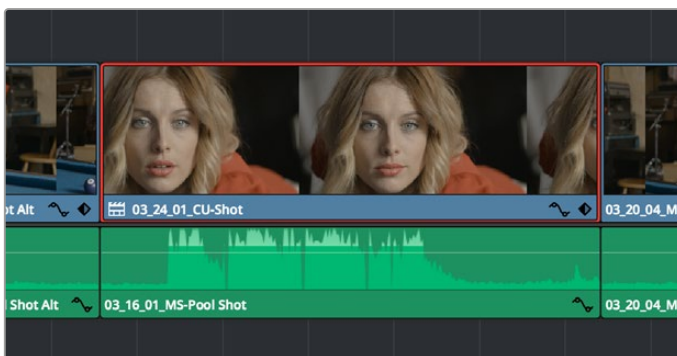 ot Alt
03_24_01_CU-Shot
03_20_04_M
Shot Alt
03_16_01_MS-Pool Shot
03_20_04_M